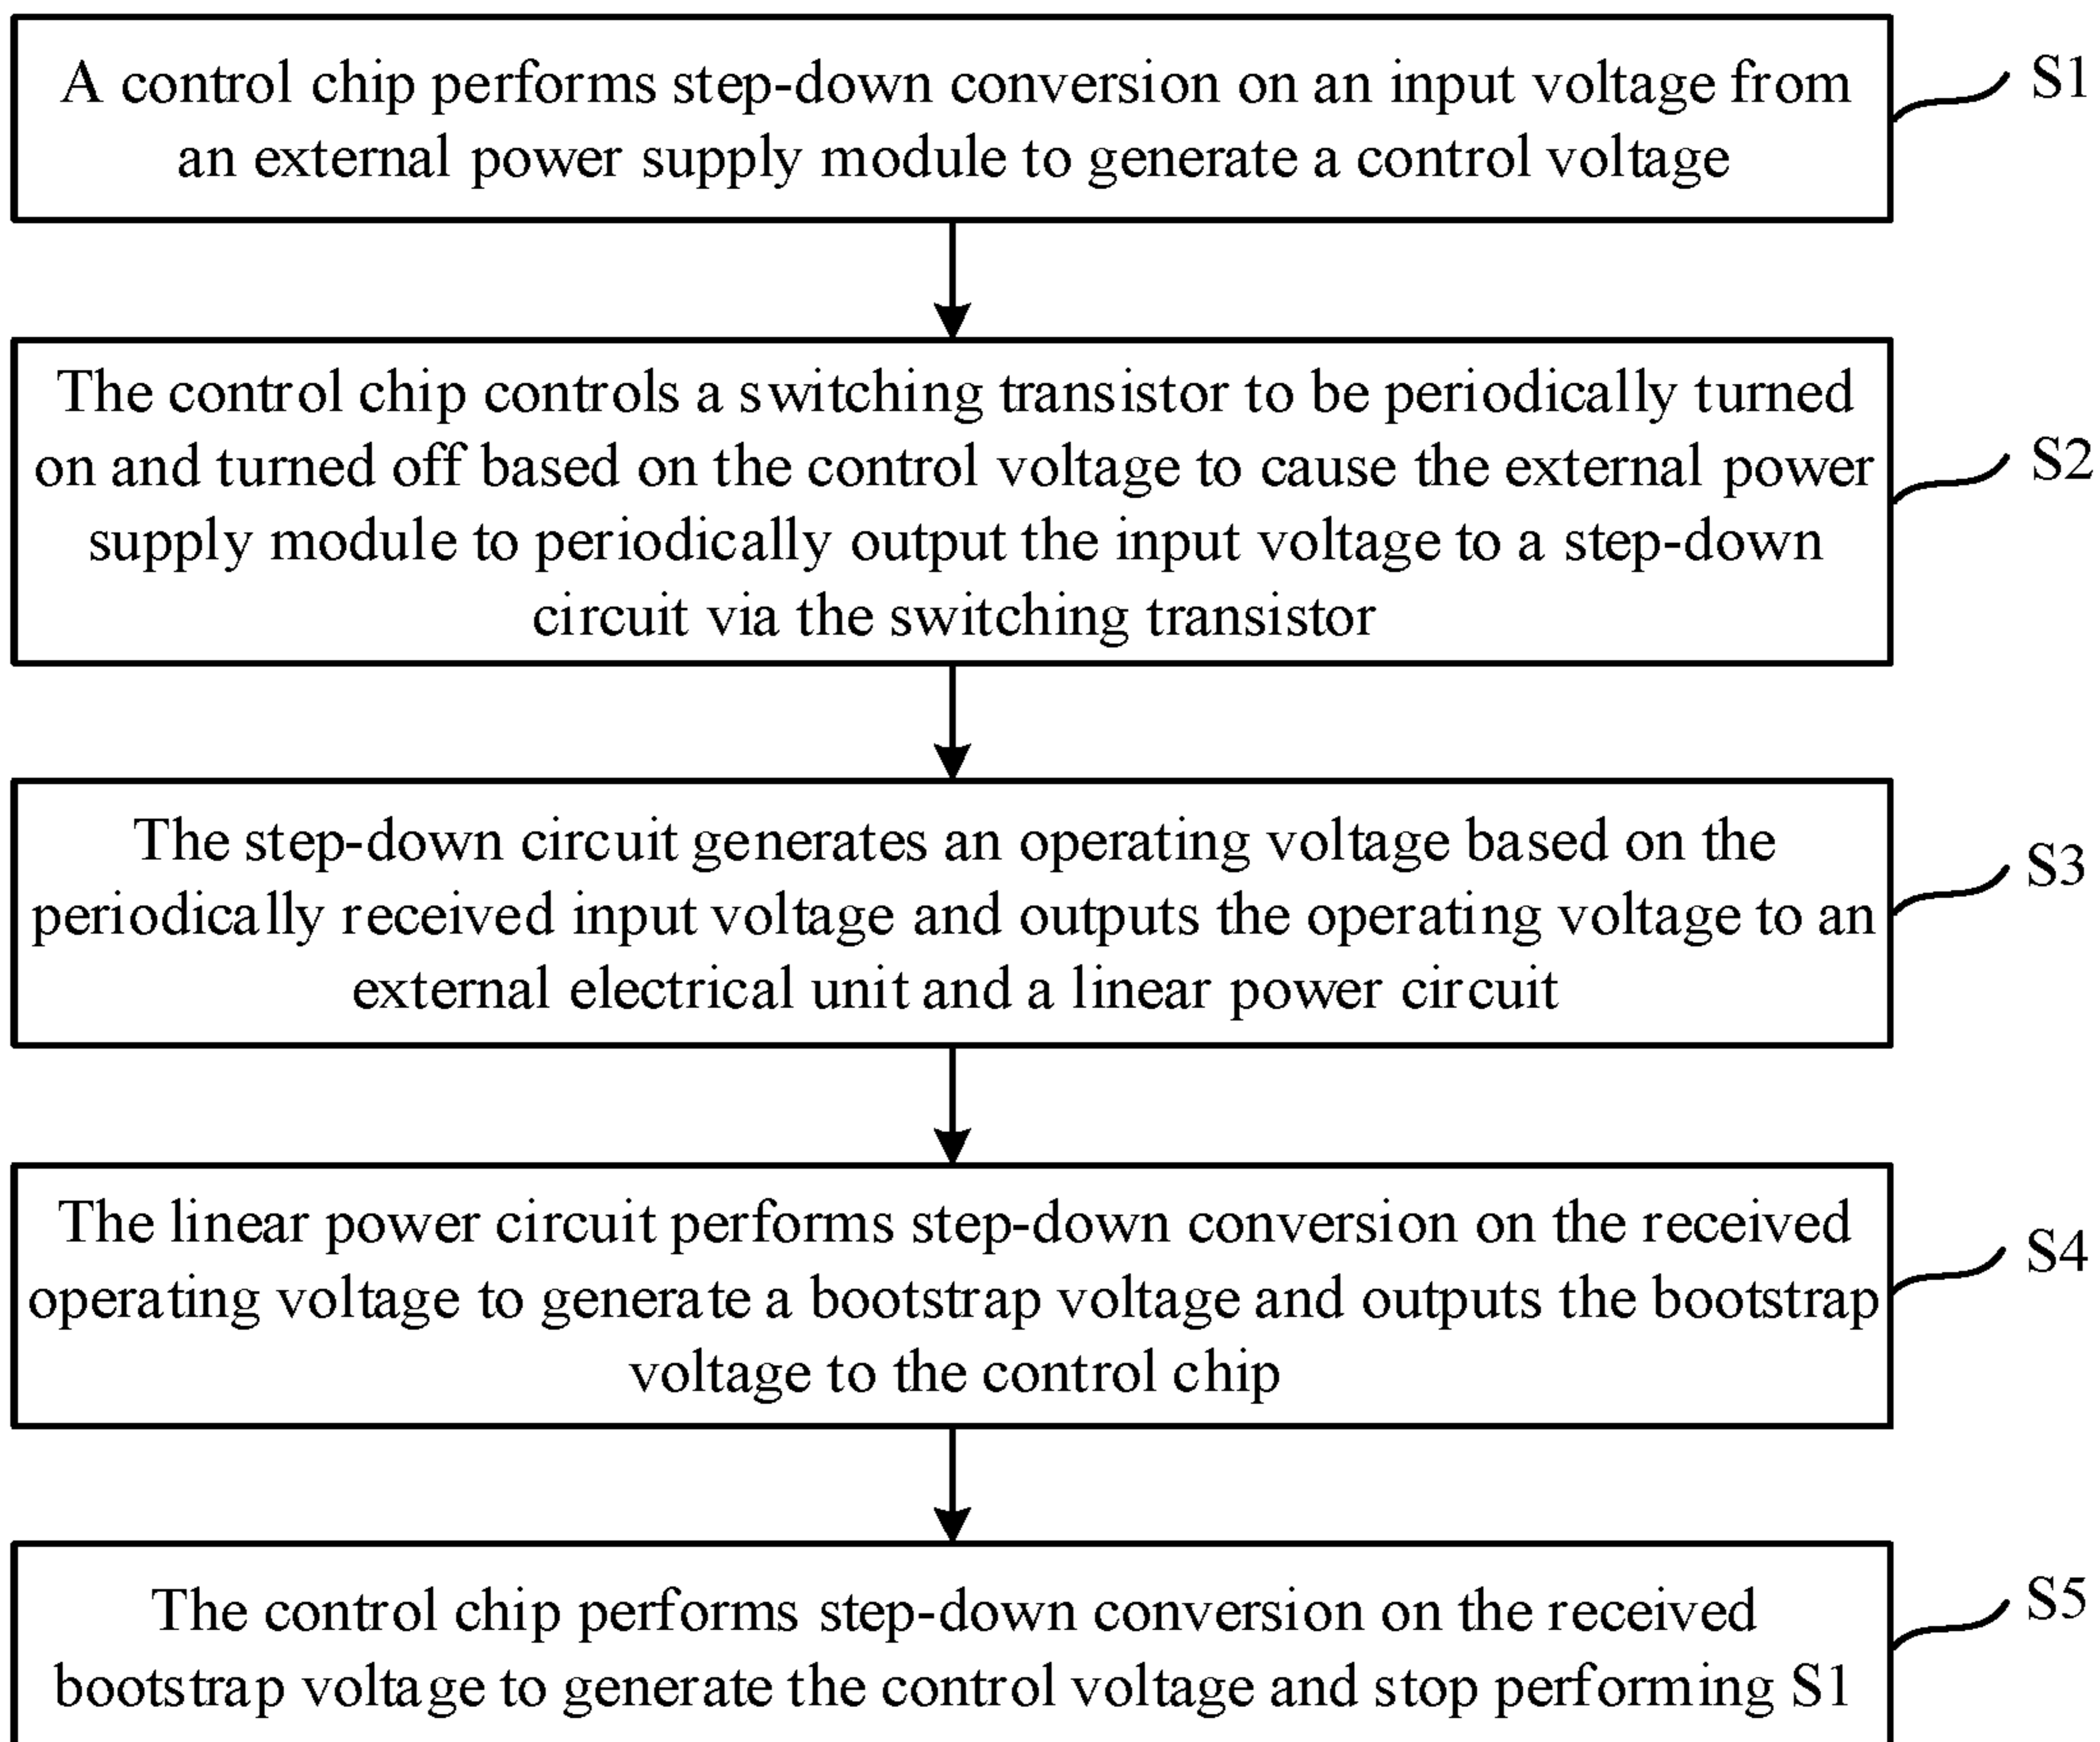 A control chip performs step-down conversion on an input voltage from
an external power supply module to generate a control voltage
S1
The control chip controls a switching transistor to be periodically turned
on and turned off based on the control voltage to cause the external power
supply module to periodically output the input voltage to a step-down
circuit via the switching transistor
S2
The step-down circuit generates an operating voltage based on the
periodically received input voltage and outputs the operating voltage to an
external electrical unit and a linear power circuit
S3
The linear power circuit performs step-down conversion on the received
operating voltage to generate a bootstrap voltage and outputs the bootstrap
voltage to the control chip
S4
The control chip performs step-down conversion on the received
bootstrap voltage to generate the control voltage and stop performing S1
S5